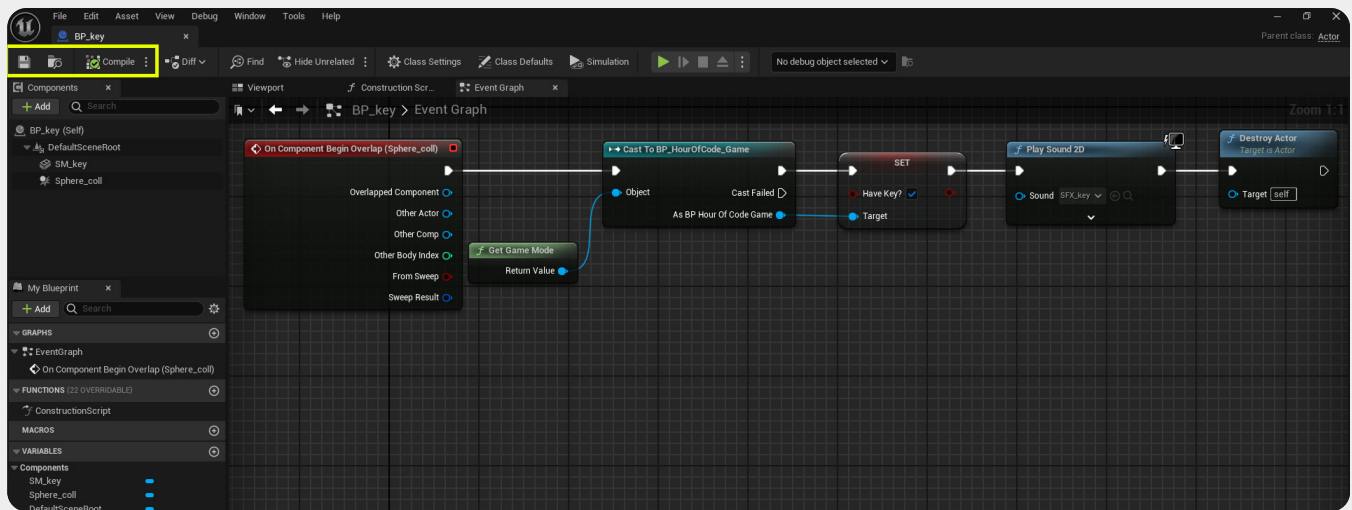 File Edit Asset View Debug Window Tools Help
BP_key
Parent class: Actor
Compile Diff Find Hide Unrelated Class Settings Class Defaults Simulation No debug object selected
Components Viewport Construction Scr... Event Graph
+ Add Search
BP_key > Event Graph Zoom 1:1
BP_key (Self)
DefaultSceneRoot
SM_key
Sphere_coll
On Component Begin Overlap (Sphere_coll)
Overlapped Component
Other Actor
Other Comp
Other Body Index
From Sweep
Sweep Result
Get Game Mode
Return Value
Cast To BP_HourOfCode_Game
Object Cast Failed
As BP Hour Of Code Game
SET
Have Key?
Target
Play Sound 2D
Sound SFX_key
Destroy Actor
Target is Actor
Target self
My Blueprint
+ Add Search
GRAPHS
EventGraph
On Component Begin Overlap (Sphere_coll)
FUNCTIONS (22 OVERRIDABLE)
ConstructionScript
MACROS
VARIABLES
Components
SM_key
Sphere_coll
DefaultSceneRoot